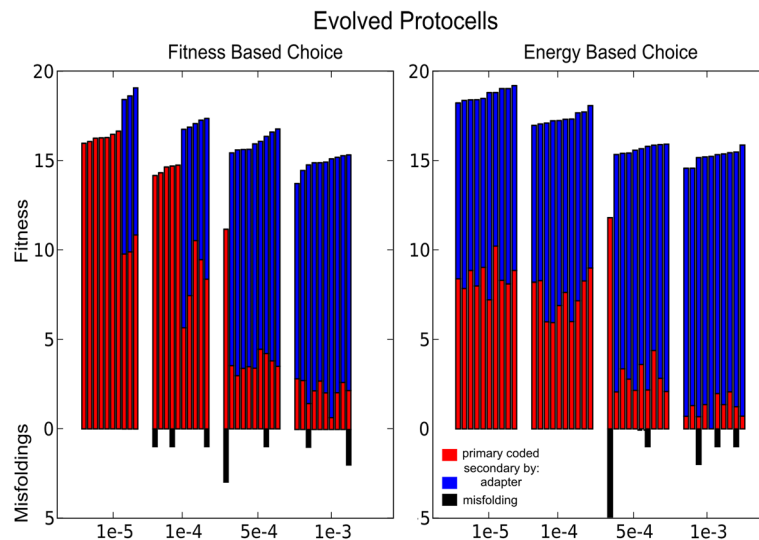 Evolved Protocells
Fitness Based Choice
Energy Based Choice
Fitness
Misfoldings
20
15
10
5
0
5
1e-5 1e-4 5e-4 1e-3
20
15
10
5
0
5
primary coded
secondary by:
adapter
misfolding
1e-5 1e-4 5e-4 1e-3